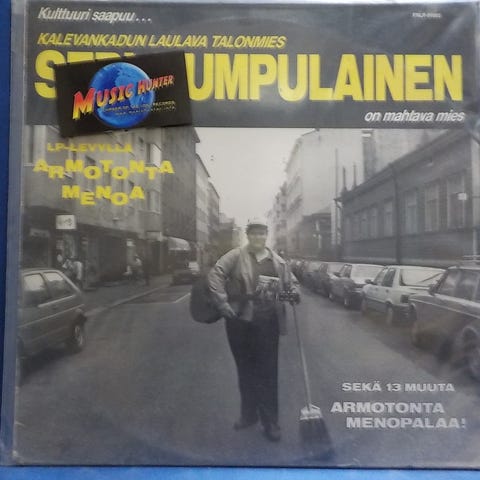 Kulttuuri saapuu...
KALEVANKADUN LAULAVA TALONMIES
UMPULAINEN
on mahtava mies
MUSIC HUNTER
LP-LEVYLLÄ
ARMOTONTA
MENOA
SEKÄ 13 MUUTA
ARMOTONTA
MENOPALAA!